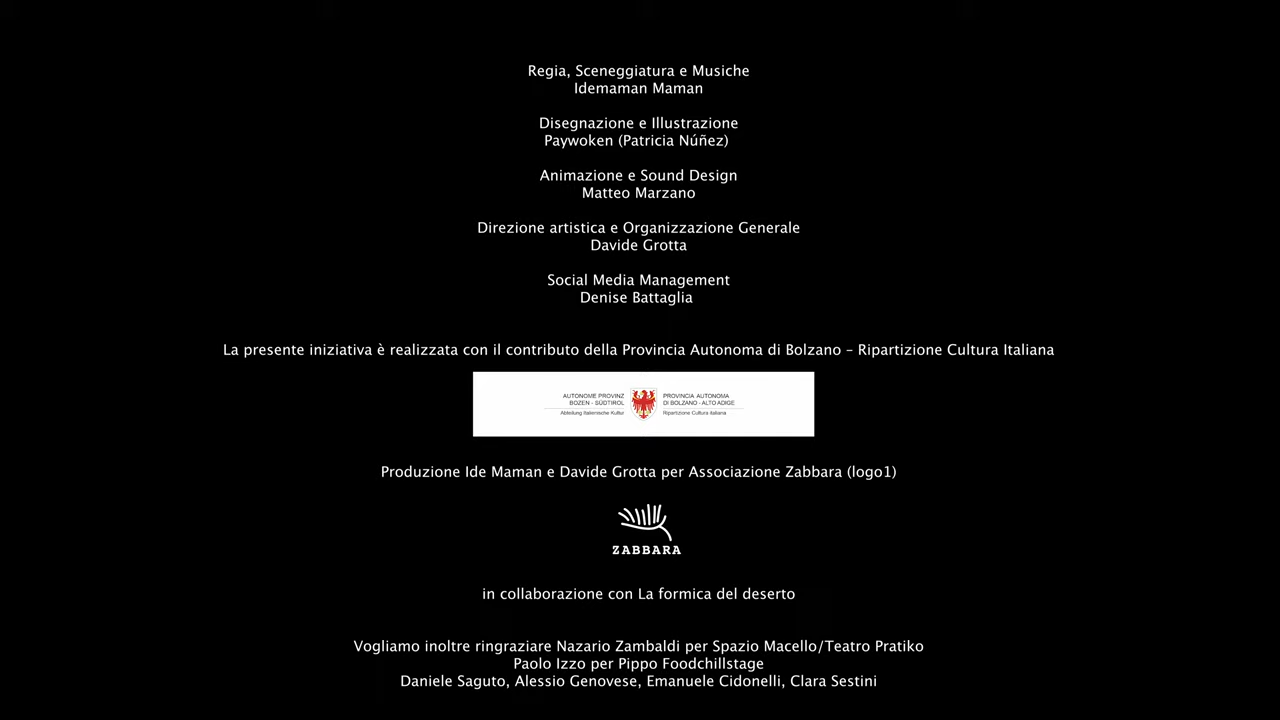 Regia, Sceneggiatura e Musiche
Idemaman Maman
Disegnazione e Illustrazione
Paywoken (Patricia Núñez)
Animazione e Sound Design
Matteo Marzano
Direzione artistica e Organizzazione Generale
Davide Grotta
Social Media Management
Denise Battaglia
La presente iniziativa è realizzata con il contributo della Provincia Autonoma di Bolzano – Ripartizione Cultura Italiana
AUTONOME PROVINZ
BOZEN - SÜDTIROL
Abteilung Italienische Kultur
PROVINCIA AUTONOMA
DI BOLZANO - ALTO ADIGE
Ripartizione Cultura italiana
Produzione Ide Maman e Davide Grotta per Associazione Zabbara (logo1)
ZABBARA
in collaborazione con La formica del deserto
Vogliamo inoltre ringraziare Nazario Zambaldi per Spazio Macello/Teatro Pratiko
Paolo Izzo per Pippo Foodchillstage
Daniele Saguto, Alessio Genovese, Emanuele Cidonelli, Clara Sestini